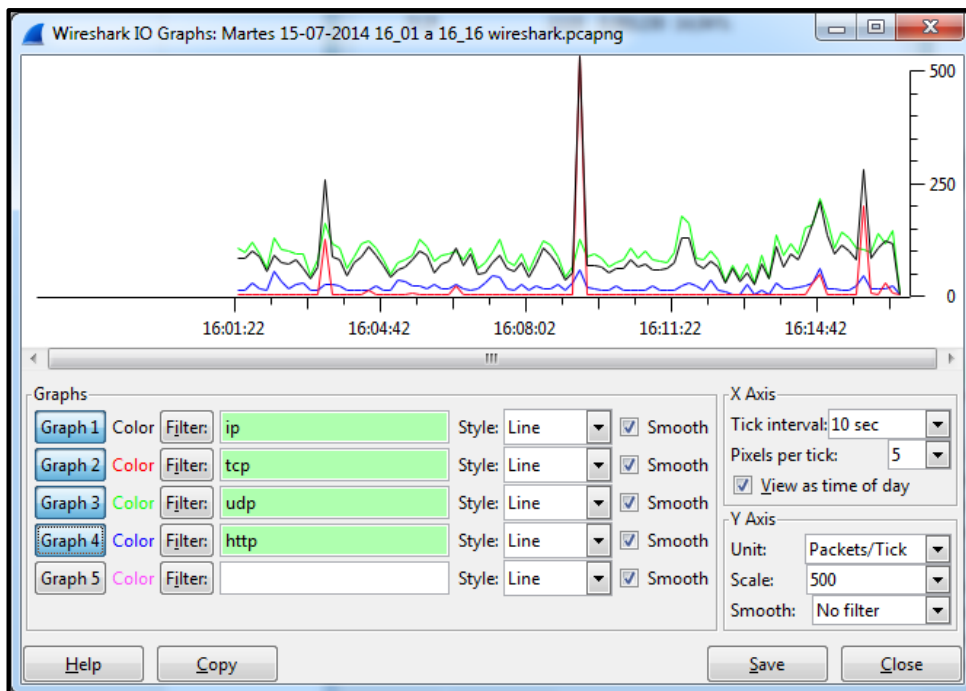 Wireshark IO Graphs: Martes 15-07-2014 16_01 a 16_16 wireshark.pcapng
500
250
0
16:01:22 16:04:42 16:08:02 16:11:22 16:14:42
Graphs
Graph 1 Color Filter: ip Style: Line Smooth
Graph 2 Color Filter: tcp Style: Line Smooth
Graph 3 Color Filter: udp Style: Line Smooth
Graph 4 Color Filter: http Style: Line Smooth
Graph 5 Color Filter: Style: Line Smooth
X Axis
Tick interval: 10 sec
Pixels per tick: 5
View as time of day
Y Axis
Unit: Packets/Tick
Scale: 500
Smooth: No filter
Help Copy Save Close